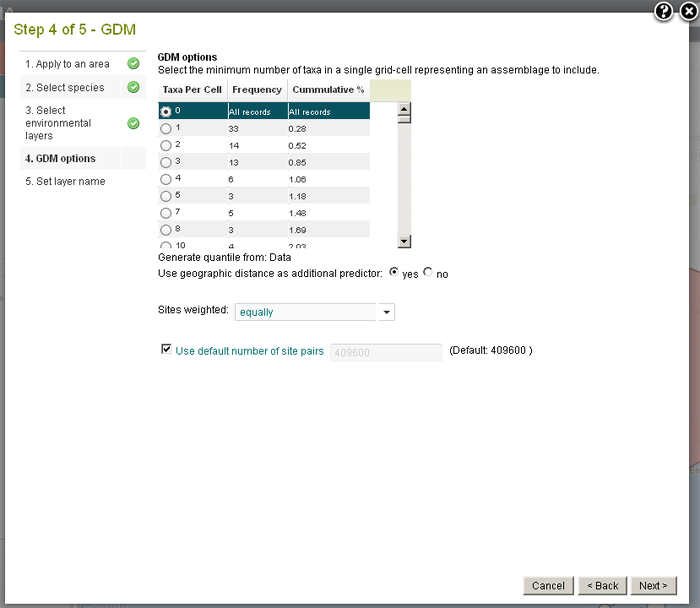 Step 4 of 5 - GDM
1. Apply to an area
2. Select species
3. Select
environmental
layers
4. GDM options
5. Set layer name
GDM options
Select the minimum number of taxa in a single grid-cell representing an assemblage to include.
Taxa Per Cell Frequency Cummulative %
0 All records All records
1 33 0.28
2 14 0.52
3 13 0.85
4 6 1.06
5 3 1.18
7 5 1.48
8 3 1.69
10 4 2.03
Generate quantile from: Data
Use geographic distance as additional predictor: yes no
Sites weighted: equally
Use default number of site pairs 409600 (Default: 409600 )
Cancel < Back Next >